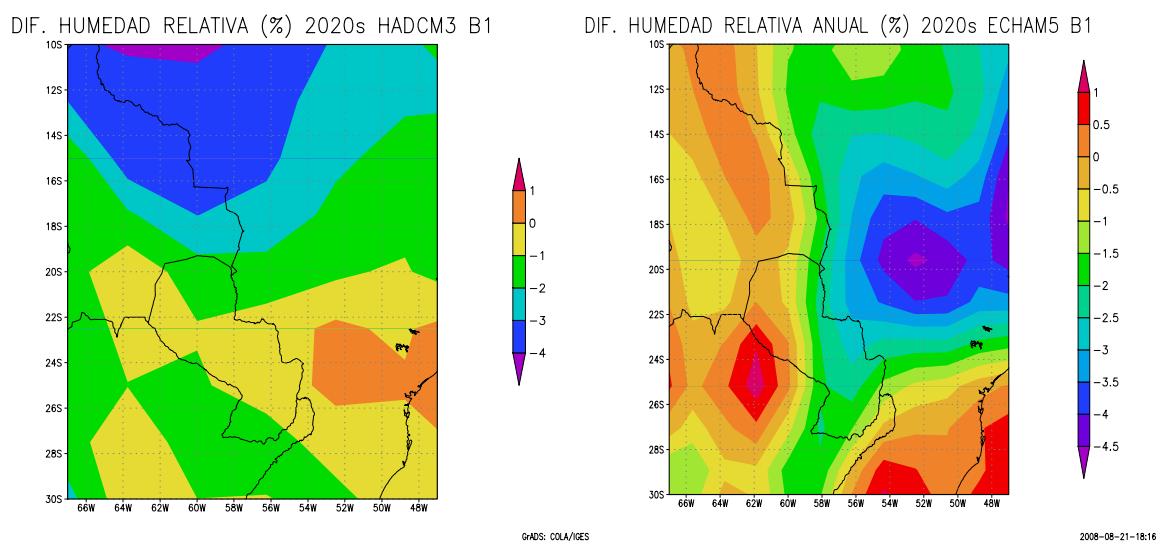 DIF. HUMEDAD RELATIVA (%) 2020s HADCM3 B1
10S
12S
14S
16S
18S
20S
22S
24S
26S
28S
30S
66W 64W 62W 60W 58W 56W 54W 52W 50W 48W
1
0
−1
−2
−3
−4
DIF. HUMEDAD RELATIVA ANUAL (%) 2020s ECHAM5 B1
10S
12S
14S
16S
18S
20S
22S
24S
26S
28S
30S
66W 64W 62W 60W 58W 56W 54W 52W 50W 48W
1
0.5
0
−0.5
−1
−1.5
−2
−2.5
−3
−3.5
−4
−4.5
GrADS: COLA/IGES
2008-08-21-18:16